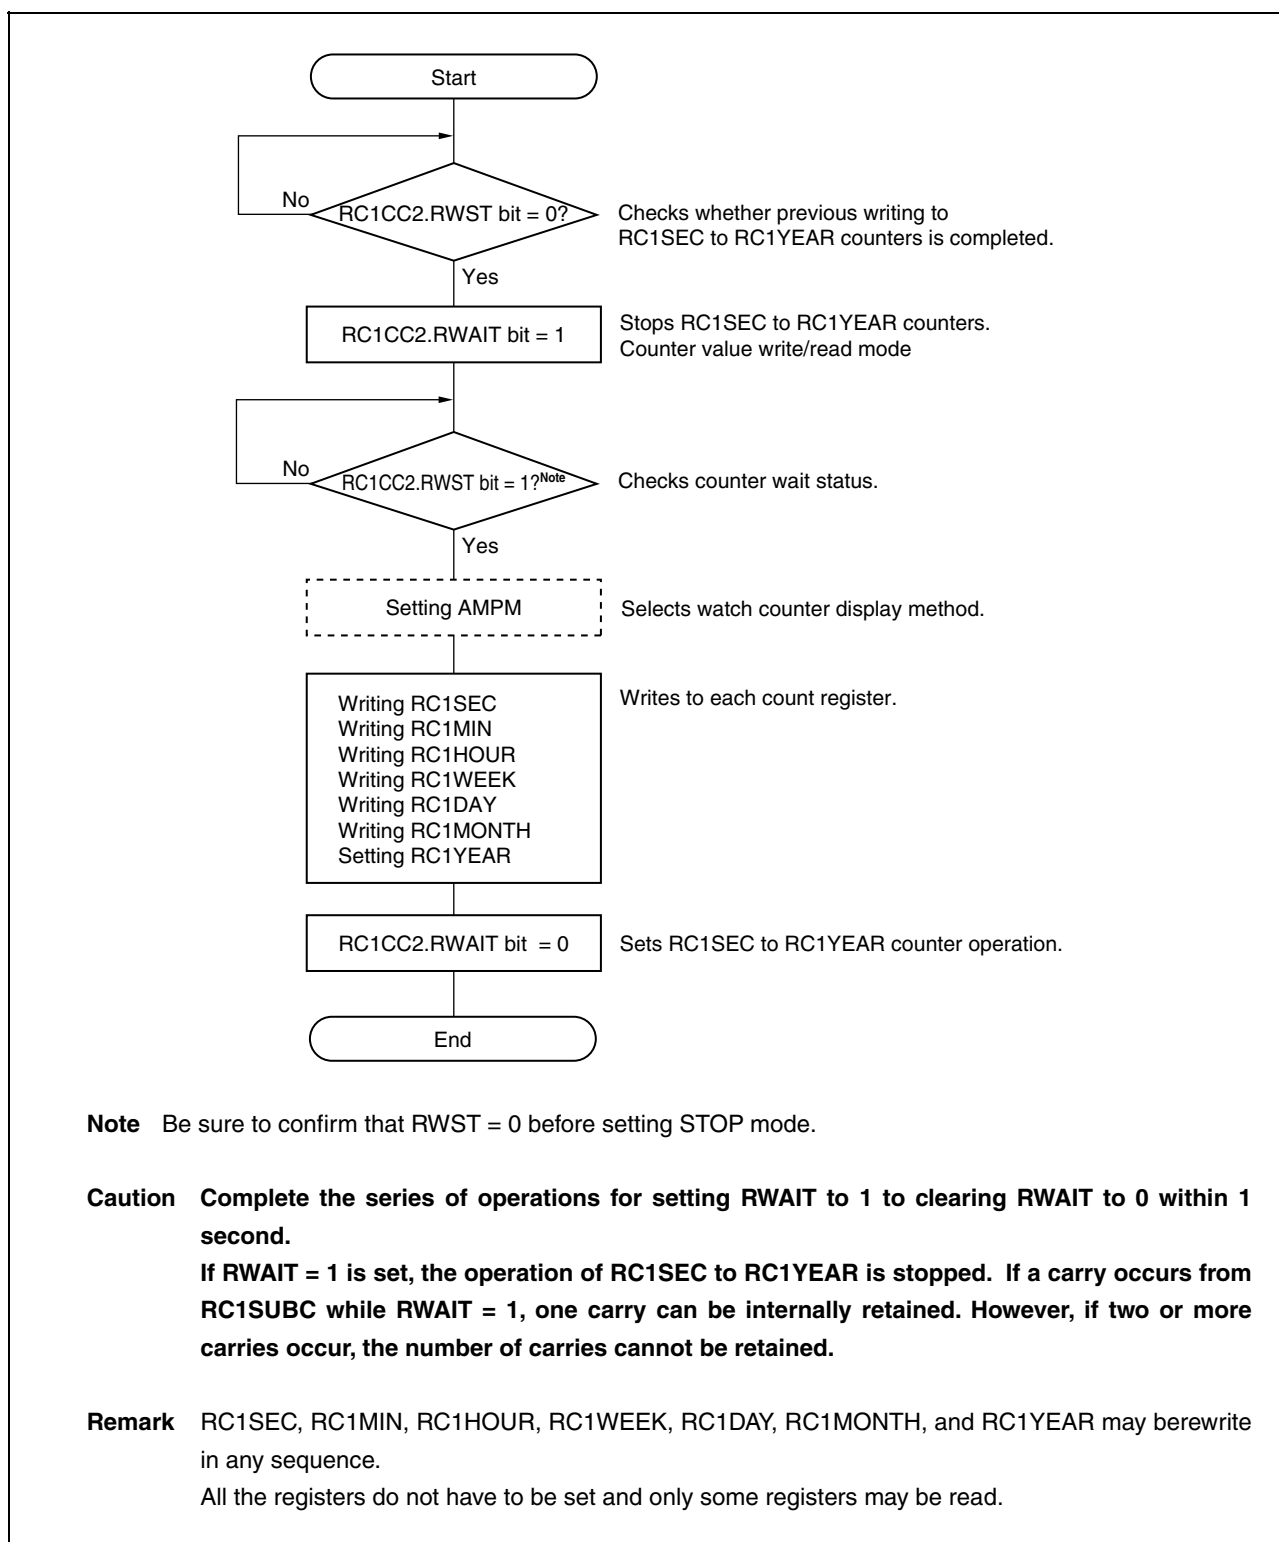 Start
No
RC1CC2.RWST bit = 0?
Checks whether previous writing to
RC1SEC to RC1YEAR counters is completed.
Yes
RC1CC2.RWAIT bit = 1
Stops RC1SEC to RC1YEAR counters.
Counter value write/read mode
No
RC1CC2.RWST bit = 1?Note
Checks counter wait status.
Yes
Setting AMPM
Selects watch counter display method.
Writing RC1SEC
Writing RC1MIN
Writing RC1HOUR
Writing RC1WEEK
Writing RC1DAY
Writing RC1MONTH
Setting RC1YEAR
Writes to each count register.
RC1CC2.RWAIT bit = 0
Sets RC1SEC to RC1YEAR counter operation.
End
Note Be sure to confirm that RWST = 0 before setting STOP mode.
Caution Complete the series of operations for setting RWAIT to 1 to clearing RWAIT to 0 within 1
second.
If RWAIT = 1 is set, the operation of RC1SEC to RC1YEAR is stopped. If a carry occurs from
RC1SUBC while RWAIT = 1, one carry can be internally retained. However, if two or more
carries occur, the number of carries cannot be retained.
Remark RC1SEC, RC1MIN, RC1HOUR, RC1WEEK, RC1DAY, RC1MONTH, and RC1YEAR may berewrite
in any sequence.
All the registers do not have to be set and only some registers may be read.